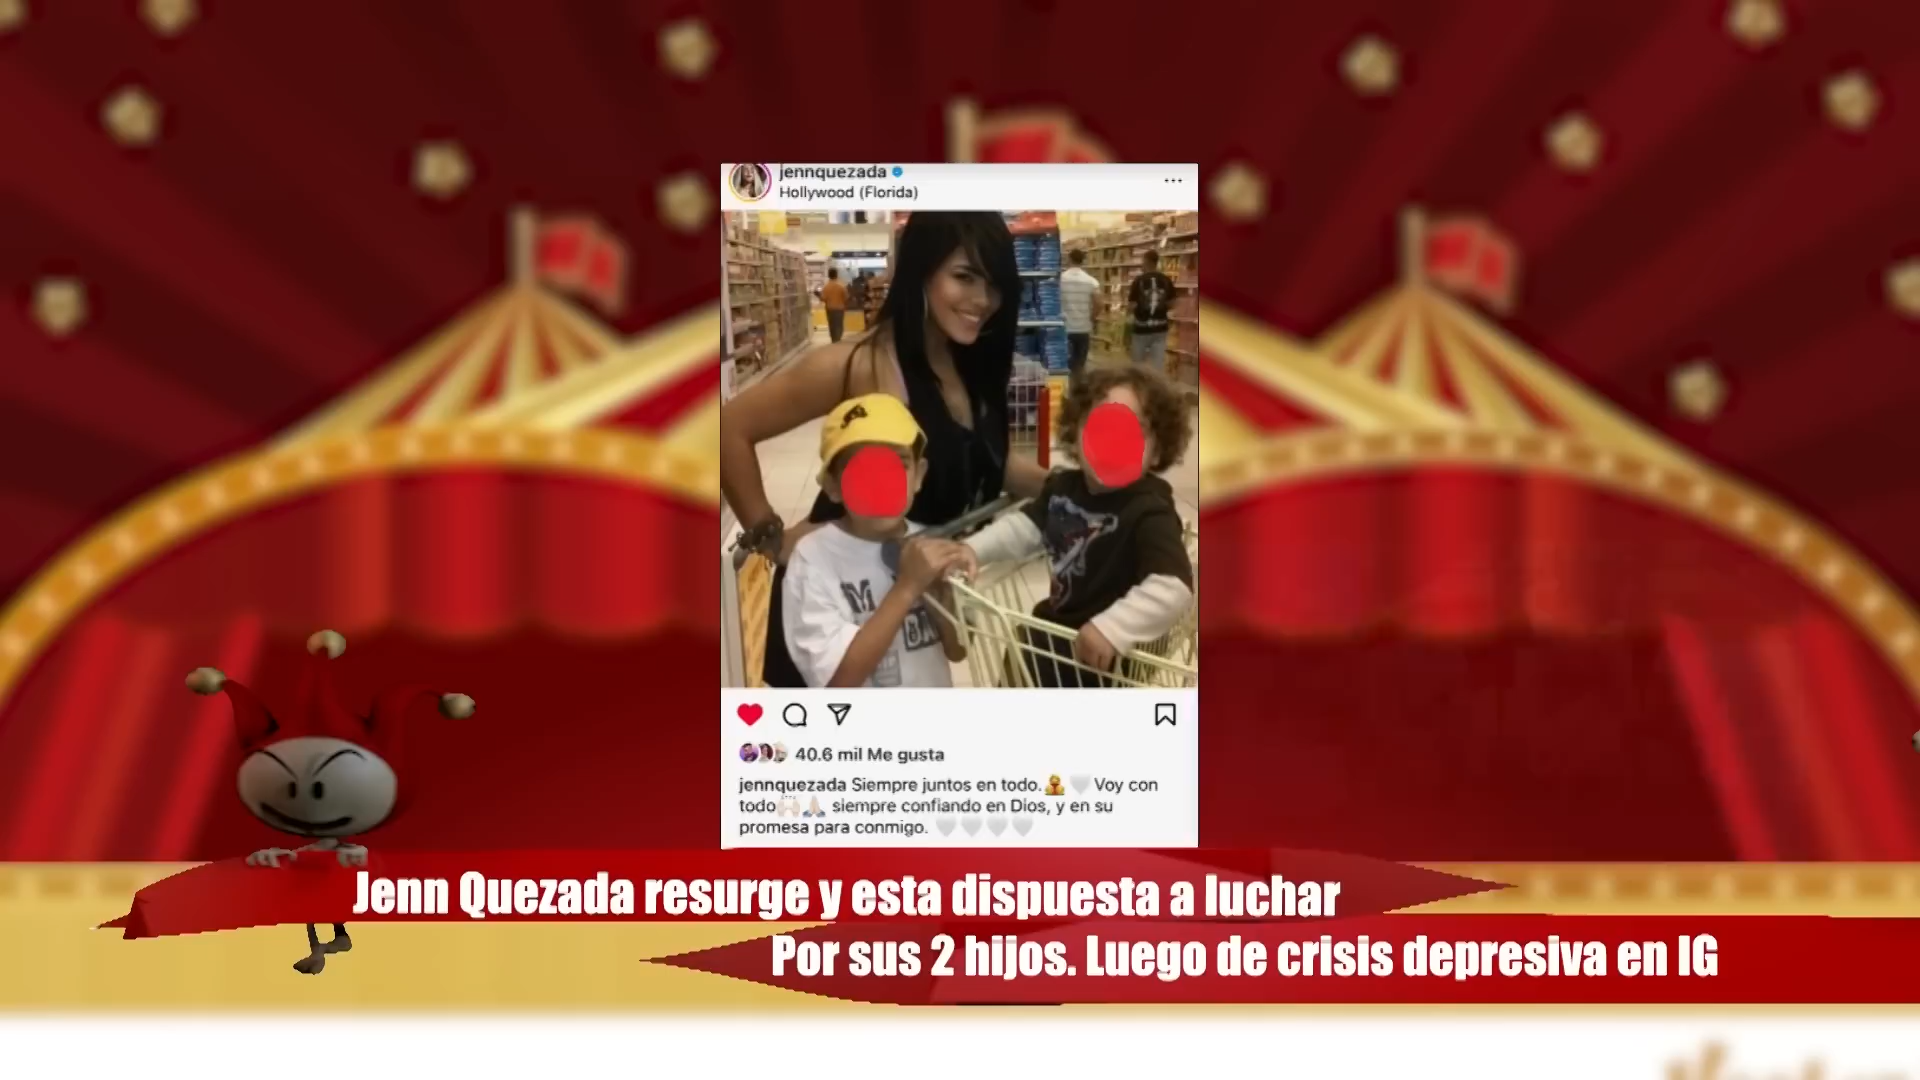 jennquezada
Hollywood (Florida)
40.6 mil Me gusta
jennquezada Siempre juntos en todo. Voy con
todo siempre confiando en Dios, y en su
promesa para conmigo.
Jenn Quezada resurge y esta dispuesta a luchar
Por sus 2 hijos. Luego de crisis depresiva en IG